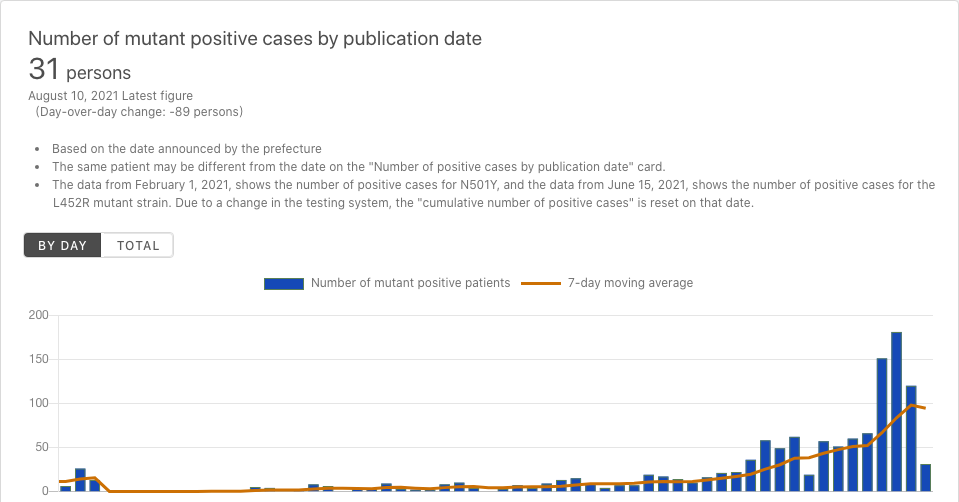 Number of mutant positive cases by publication date
31 persons
August 10, 2021 Latest figure
(Day-over-day change: -89 persons)
• Based on the date announced by the prefecture
• The same patient may be different from the date on the "Number of positive cases by publication date" card.
• The data from February 1, 2021, shows the number of positive cases for N501Y, and the data from June 15, 2021, shows the number of positive cases for the
L452R mutant strain. Due to a change in the testing system, the "cumulative number of positive cases" is reset on that date.
BY DAY TOTAL
Number of mutant positive patients 7-day moving average
200
150
100
50
0